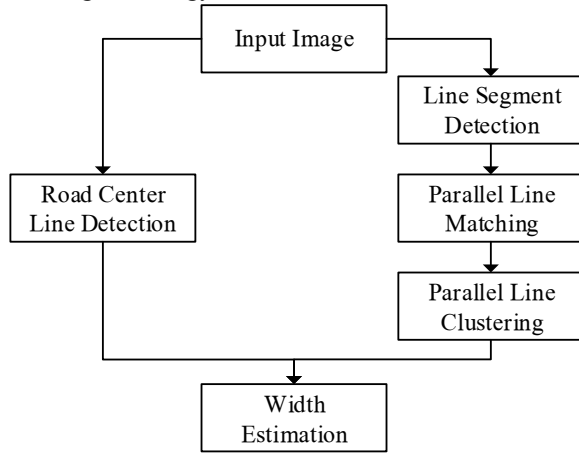 Input Image
Line Segment
Detection
Road Center
Line Detection
Parallel Line
Matching
Parallel Line
Clustering
Width
Estimation